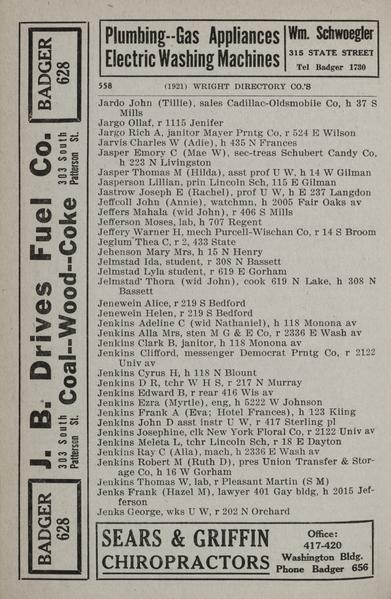 Plumbing--Gas Appliances
Electric Washing Machines
Wm. Schwoegler
315 STATE STREET
Tel Badger 1730
BADGER
628
J. B. Drives Fuel Co.
303 South
Patterson St.
Coal--Wood--Coke
303 South
Patterson St.
BADGER
628
558 (1921) WRIGHT DIRECTORY CO.'S
Jardo John (Tillie), sales Cadillac-Oldsmobile Co, h 37 S
Mills
Jargo Ollaf, r 1115 Jenifer
Jargo Rich A, janitor Mayer Prntg Co, r 524 E Wilson
Jarvis Charles W (Adie), h 435 N Frances
Jasper Emory C (Mae W), sec-treas Schubert Candy Co,
h 223 N Livingston
Jasper Thomas M (Hilda), asst prof U W, h 14 W Gilman
Jasperson Lillian, prin Lincoln Sch, 115 E Gilman
Jastrow Joseph E (Rachel), prof U W, h E 237 Langdon
Jeffcoll John (Annie), watchmn, h 2005 Fair Oaks av
Jeffers Mahala (wid John), r 406 S Mills
Jefferson Moses, lab, h 707 Regent
Jeffery Warner H, mech Purcell-Wischan Co, r 14 S Broom
Jeglum Thea C, r 2, 433 State
Jehenson Mary Mrs, h 15 N Henry
Jelmstad Ida, student, r 308 N Bassett
Jelmstad Lyla student, r 619 E Gorham
Jelmstad Thora (wid John), cook 619 N Lake, h 308 N
Bassett
Jenewein Alice, r 219 S Bedford
Jenewein Helen, r 219 S Bedford
Jenkins Adeline C (wid Nathaniel), h 118 Monona av
Jenkins Alla Mrs, sten M G & E Co, r 2336 E Wash av
Jenkins Clark B, janitor, h 118 Monona av
Jenkins Clifford, messenger Democrat Prntg Co, r 2122
Univ av
Jenkins Cyrus H, h 118 N Blount
Jenkins D R, tchr W H S, r 217 N Murray
Jenkins Edward B, r rear 416 Wis av
Jenkins Ezra (Myrtle), eng, h 5222 W Johnson
Jenkins Frank A (Eva; Hotel Frances), h 123 Kiing
Jenkins John D asst instr U W, r 417 Sterling pl
Jenkins Josephine, clk New York Floral Co, r 2122 Univ av
Jenkins Meleta L, tchr Lincoln Sch, r 18 E Dayton
Jenkins Ray C (Alla), mach, h 2336 E Wash av
Jenkins Robert M (Ruth D), pres Union Transfer & Stor-
age Co, h 16 W Gorham
Jenkins Thomas W, lab, r Pleasant Martin (S M)
Jenks Frank (Hazel M), lawyer 401 Gay bldg, h 2015 Jef-
ferson
Jenks George, wks U W, r 202 N Orchard
SEARS & GRIFFIN
CHIROPRACTORS
Office:
417-420
Washington Bldg.
Phone Badger 656